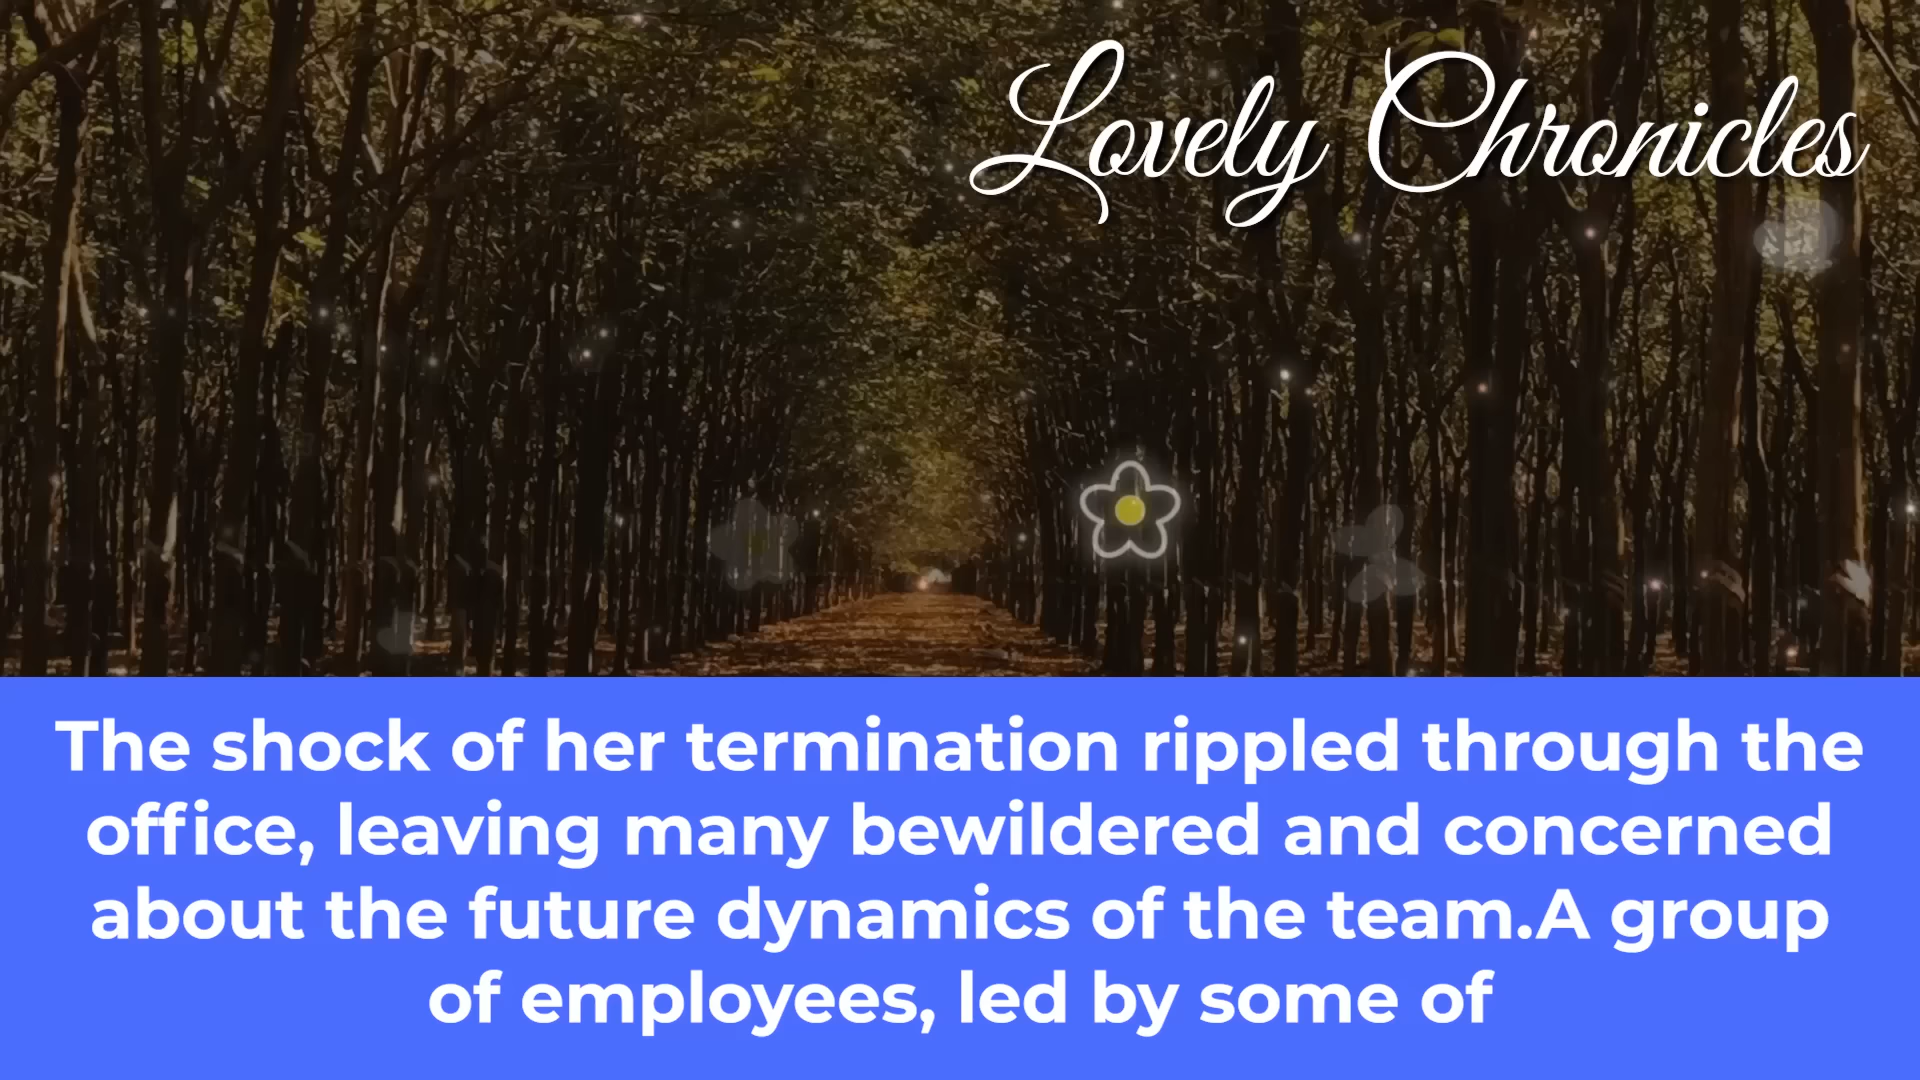 Lovely Chronicles
The shock of her termination rippled through the
office, leaving many bewildered and concerned
about the future dynamics of the team.A group
of employees, led by some of